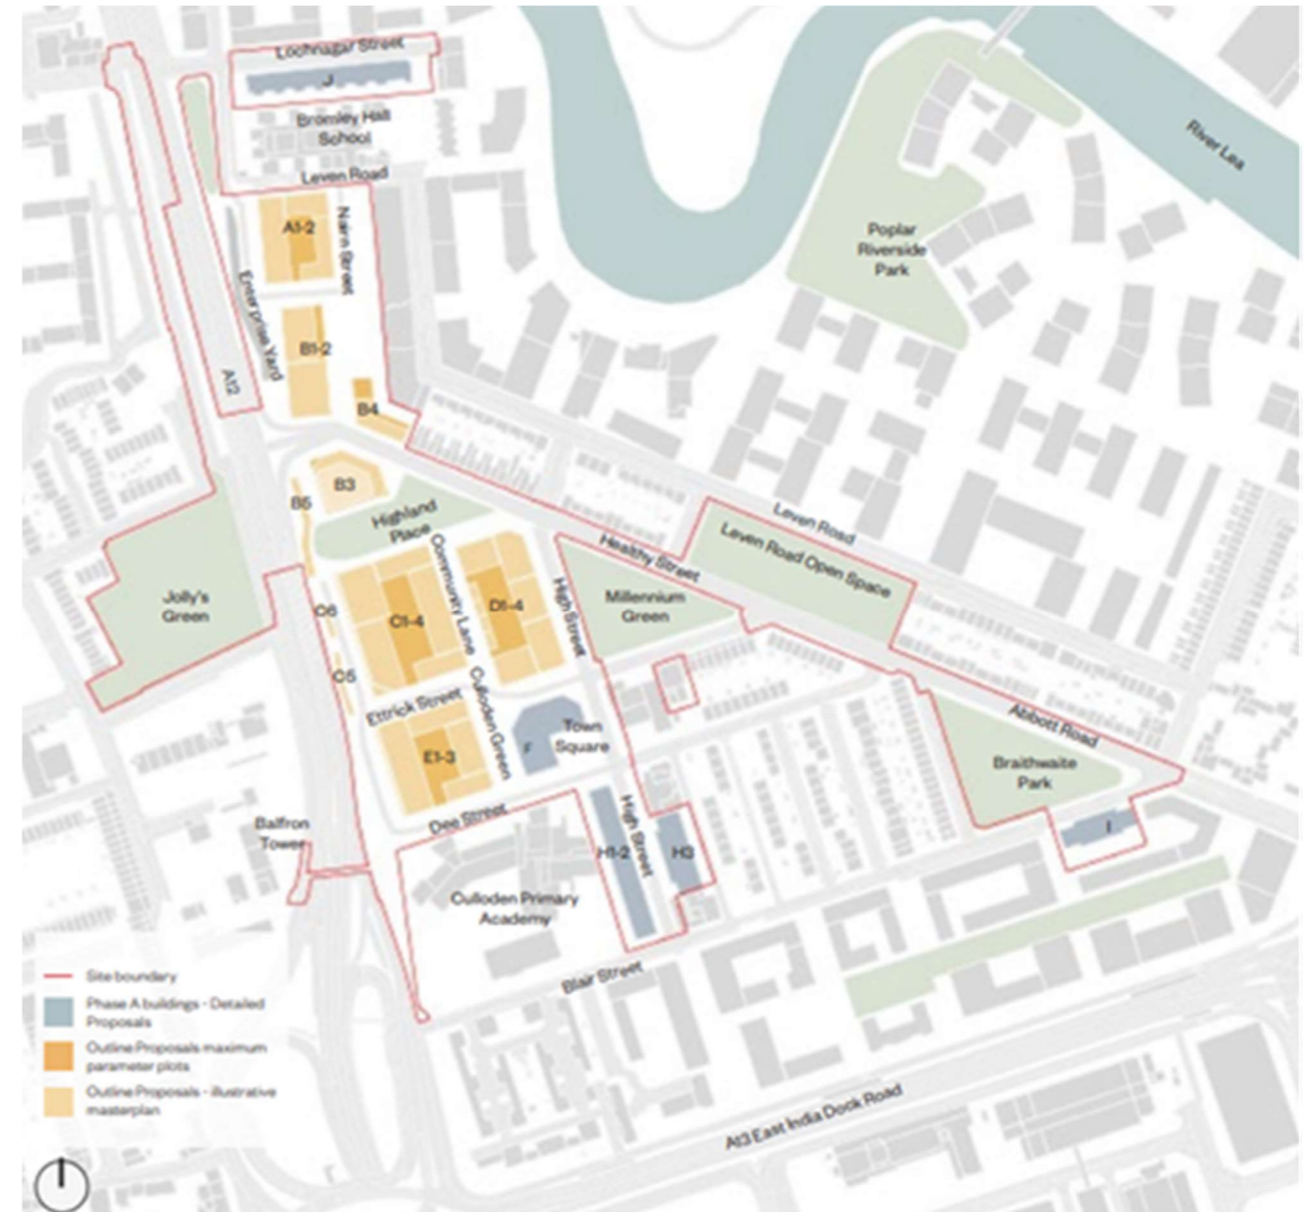 Lochnagar Street
J
Bromley Hall
School
River Lea
Leven Road
A1-2
Nairn Street
Poplar
Riverside
Park
Enterprise Yard
B1-2
A12
B4
B3
B5
Highland
Place
Leven Road
Leven Road Open Space
Healthy Street
Community Lane
Jolly's
Green
Millennium
Green
High Street
D1-4
C6
C1-4
C5
Ettrick Street
Culloden Green
Abbott Road
Town
Square
F
E1-3
Braithwaite
Park
Dee Street
Balfron
Tower
I
High Street
H1-2
H3
Culloden Primary
Academy
Blair Street
Site boundary
Phase A buildings - Detailed
Proposals
Outline Proposals maximum
parameter plots
Outline Proposals - illustrative
masterplan
A13 East India Dock Road